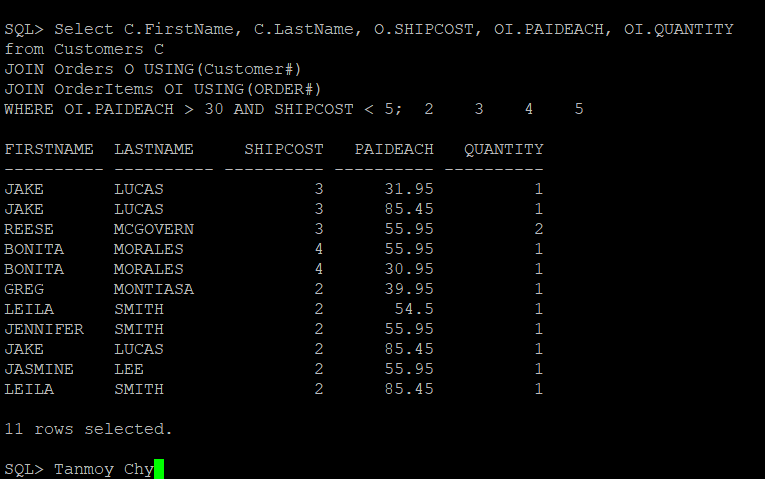 SQL> Select C.FirstName, C.LastName, O.SHIPCOST, OI.PAIDEACH, OI.QUANTITY
from Customers C
JOIN Orders O USING(Customer#)
JOIN OrderItems OI USING(ORDER#)
WHERE OI.PAIDEACH > 30 AND SHIPCOST < 5;  2    3    4    5
FIRSTNAME  LASTNAME     SHIPCOST   PAIDEACH   QUANTITY
---------- ---------- ---------- ---------- ----------
JAKE       LUCAS               3      31.95          1
JAKE       LUCAS               3      85.45          1
REESE      MCGOVERN            3      55.95          2
BONITA     MORALES             4      55.95          1
BONITA     MORALES             4      30.95          1
GREG       MONTIASA            2      39.95          1
LEILA      SMITH               2       54.5          1
JENNIFER   SMITH               2      55.95          1
JAKE       LUCAS               2      85.45          1
JASMINE    LEE                 2      55.95          1
LEILA      SMITH               2      85.45          1
11 rows selected.
SQL> Tanmoy Chy